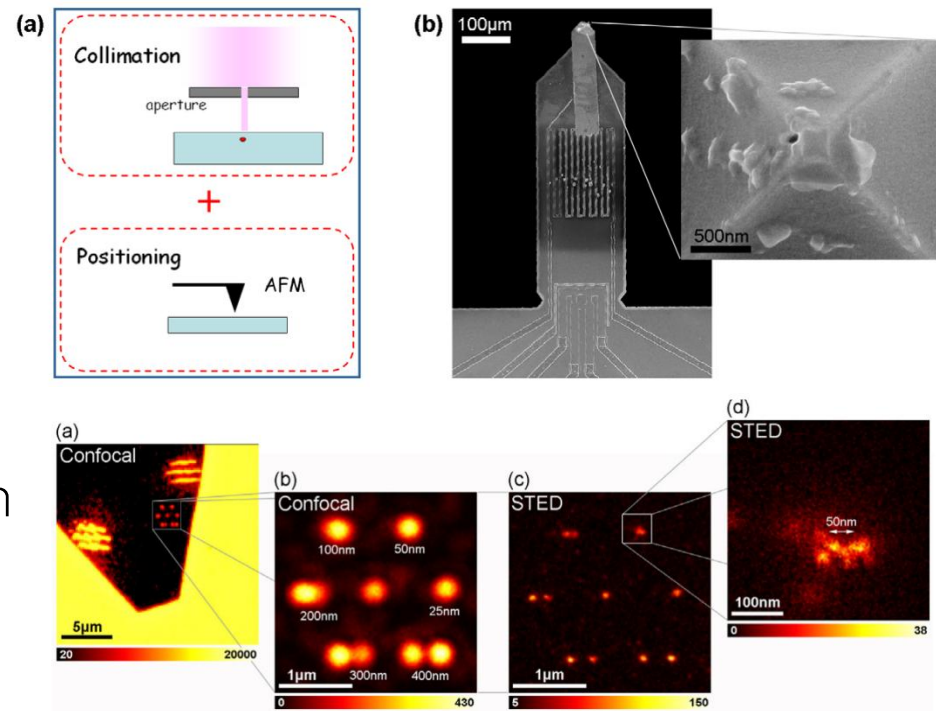 (a)
Collimation
aperture
+
Positioning
AFM
(b)
100μm
500nm
(a)
Confocal
5μm
20 20000
(b)
Confocal
100nm 50nm
200nm 25nm
300nm 400nm
1μm
0 430
(c)
STED
1μm
5 150
(d)
STED
50nm
100nm
0 38